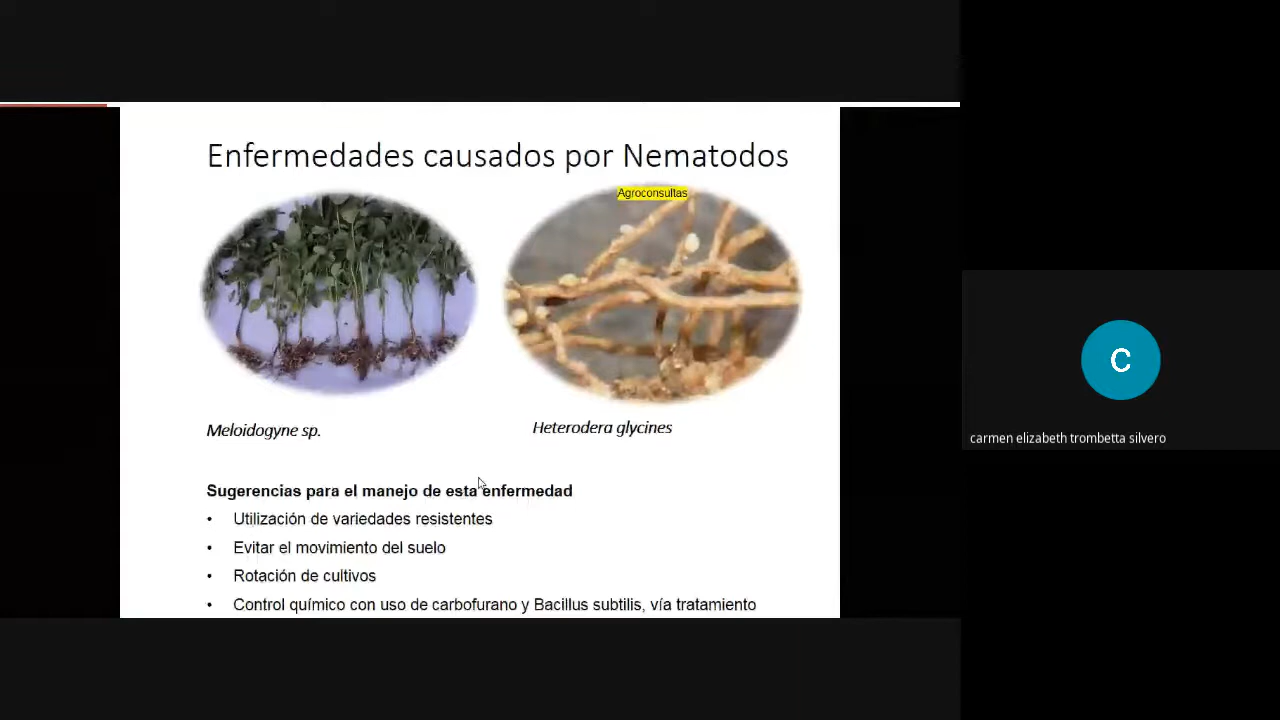 Enfermedades causados por Nematodos
Agroconsultas
Meloidogyne sp.
Heterodera glycines
Sugerencias para el manejo de esta enfermedad
• Utilización de variedades resistentes
• Evitar el movimiento del suelo
• Rotación de cultivos
• Control químico con uso de carbofurano y Bacillus subtilis, vía tratamiento
C
carmen elizabeth trombetta silvero